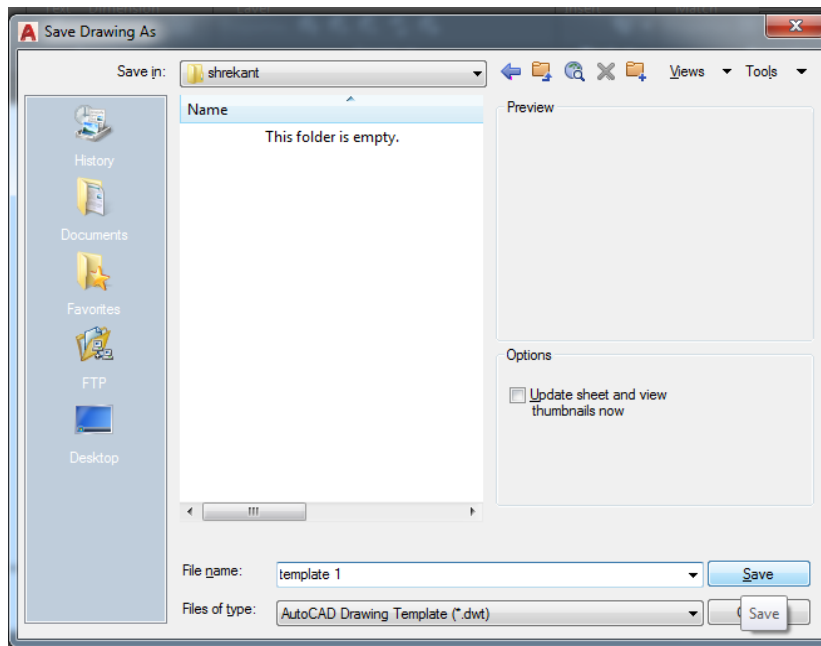 Save Drawing As
Save in:
shrekant
Views
Tools
Name
This folder is empty.
Preview
History
Documents
Favorites
FTP
Desktop
Options
Update sheet and view
thumbnails now
File name:
template 1
Save
Files of type:
AutoCAD Drawing Template (*.dwt)
Save